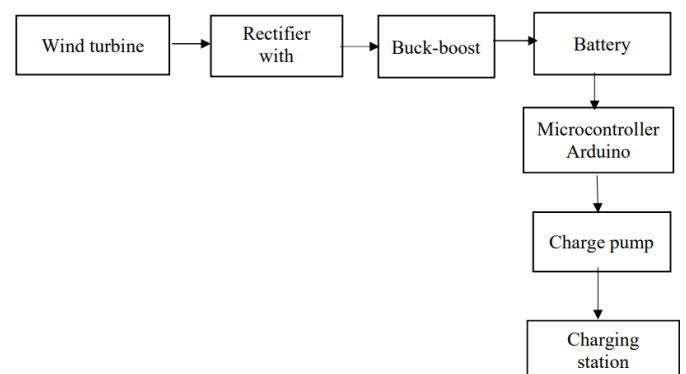 Wind turbine
Rectifier
with
Buck-boost
Battery
Microcontroller
Arduino
Charge pump
Charging
station